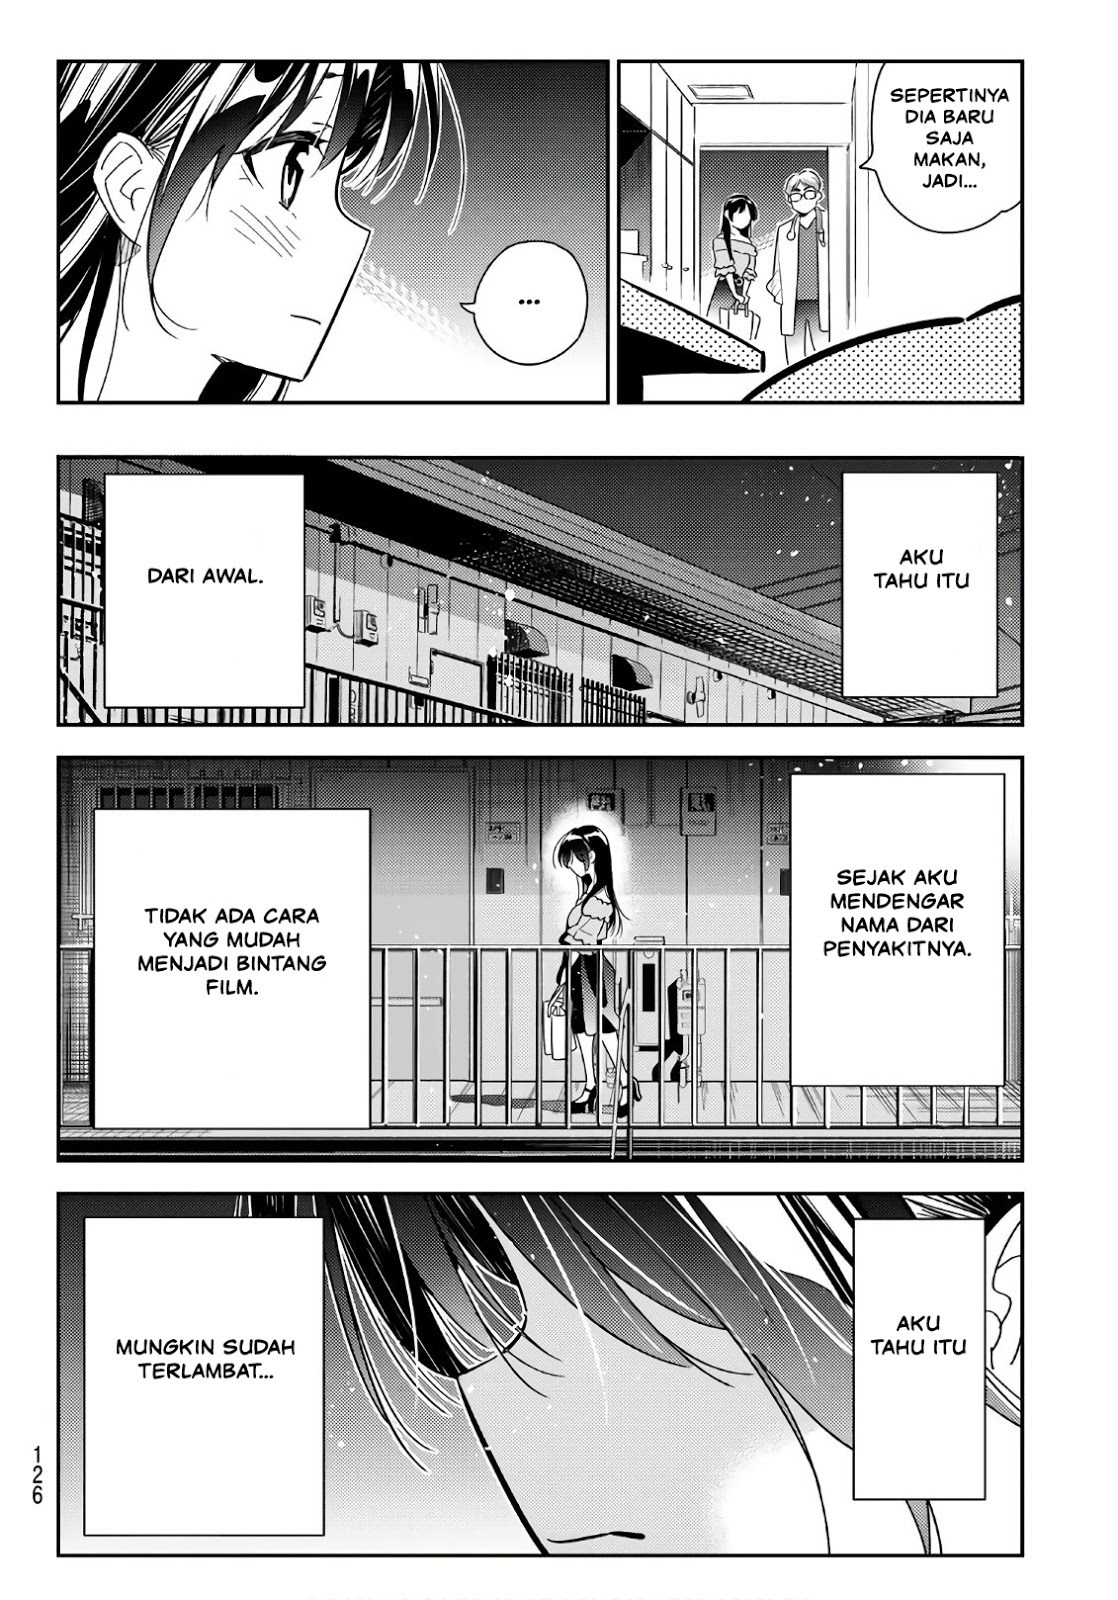 SEPERTINYA
DIA BARU
SAJA
MAKAN,
JADI...
...
AKU
TAHU ITU
DARI AWAL.
SEJAK AKU
MENDENGAR
NAMA DARI
PENYAKITNYA.
TIDAK ADA CARA
YANG MUDAH
MENJADI BINTANG
FILM.
AKU
TAHU ITU
MUNGKIN SUDAH
TERLAMBAT...
126